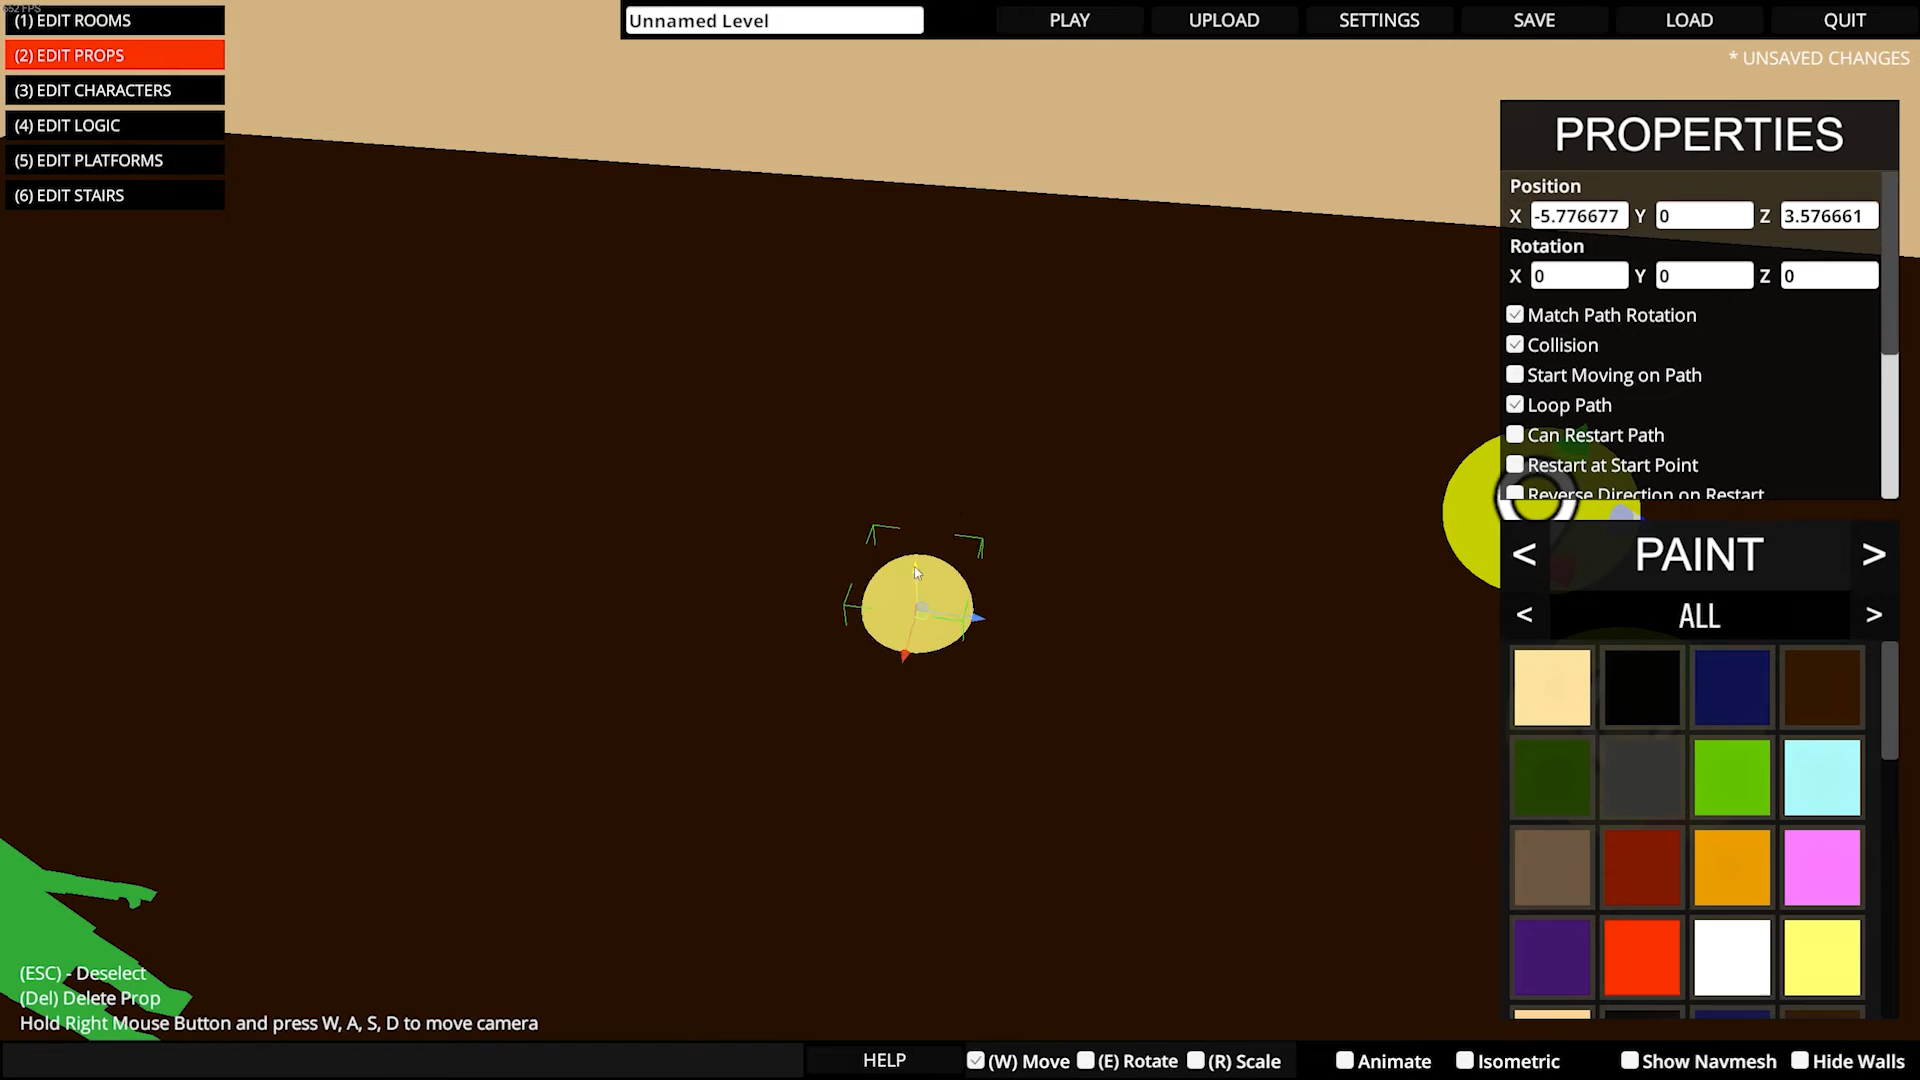 652 FPS
(1) EDIT ROOMS
(2) EDIT PROPS
(3) EDIT CHARACTERS
(4) EDIT LOGIC
(5) EDIT PLATFORMS
(6) EDIT STAIRS
Unnamed Level
PLAY
UPLOAD
SETTINGS
SAVE
LOAD
QUIT
* UNSAVED CHANGES
PROPERTIES
Position
X -5.776677 Y 0 Z 3.576661
Rotation
X 0 Y 0 Z 0
Match Path Rotation
Collision
Start Moving on Path
Loop Path
Can Restart Path
Restart at Start Point
Reverse Direction on Restart
< PAINT >
< ALL >
(ESC) - Deselect
(Del) Delete Prop
Hold Right Mouse Button and press W, A, S, D to move camera
HELP
(W) Move
(E) Rotate
(R) Scale
Animate
Isometric
Show Navmesh
Hide Walls